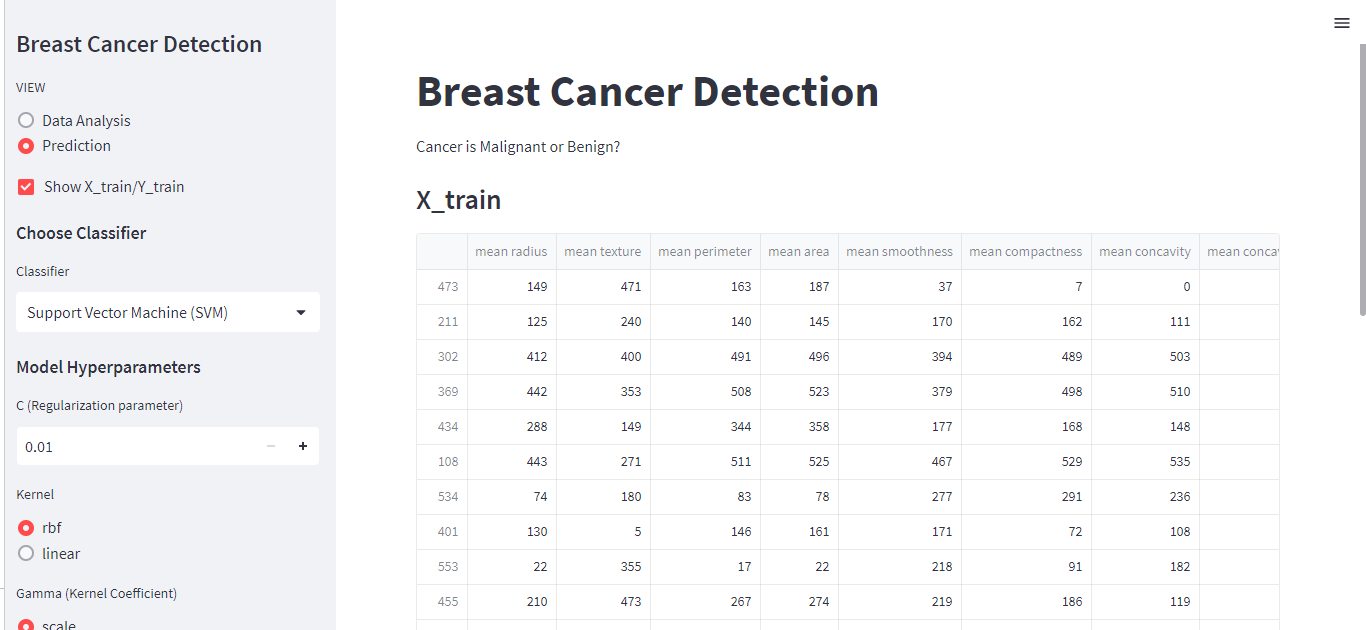 Breast Cancer Detection
VIEW
Data Analysis
Prediction
Show X_train/Y_train
Choose Classifier
Classifier
Support Vector Machine (SVM)
Model Hyperparameters
C (Regularization parameter)
0.01 − +
Kernel
rbf
linear
Gamma (Kernel Coefficient)
scale
Breast Cancer Detection
Cancer is Malignant or Benign?
X_train
mean radius mean texture mean perimeter mean area mean smoothness mean compactness mean concavity mean
473 149 471 163 187 37 7 0
211 125 240 140 145 170 162 111
302 412 400 491 496 394 489 503
369 442 353 508 523 379 498 510
434 288 149 344 358 177 168 148
108 443 271 511 525 467 529 535
534 74 180 83 78 277 291 236
401 130 5 146 161 171 72 108
553 22 355 17 22 218 91 182
455 210 473 267 274 219 186 119